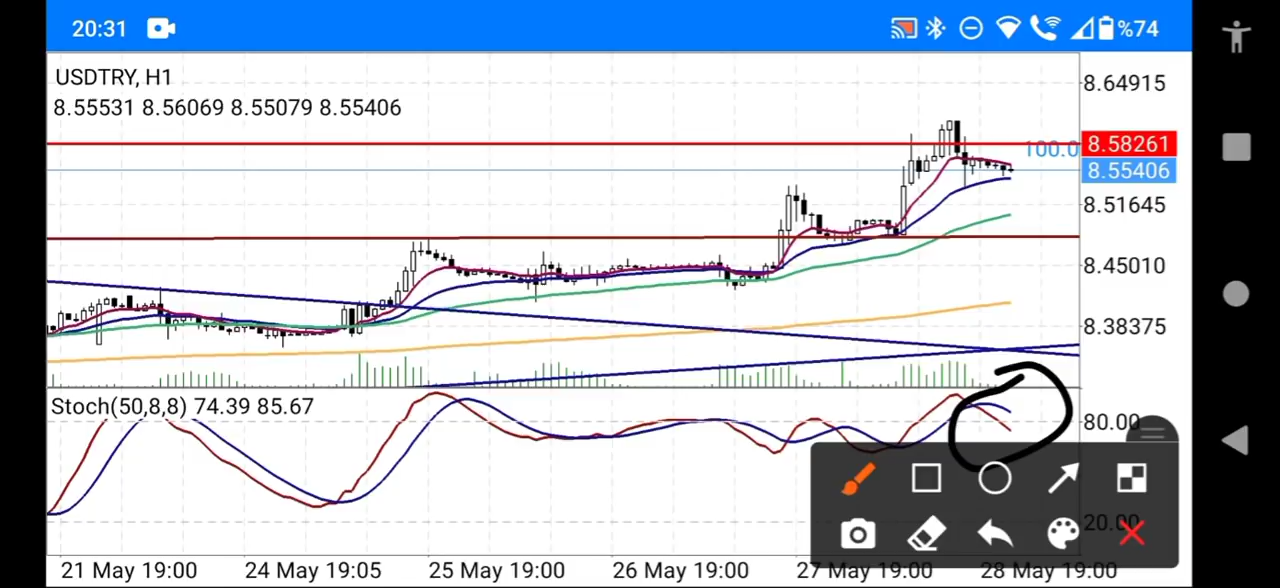 20:31 %74
USDTRY, H1
8.55531 8.56069 8.55079 8.55406
8.64915
100.0 8.58261
8.55406
8.51645
8.45010
8.38375
Stoch(50,8,8) 74.39 85.67
80.00
20.00
21 May 19:00 24 May 19:05 25 May 19:00 26 May 19:00 27 May 19:00 28 May 19:00